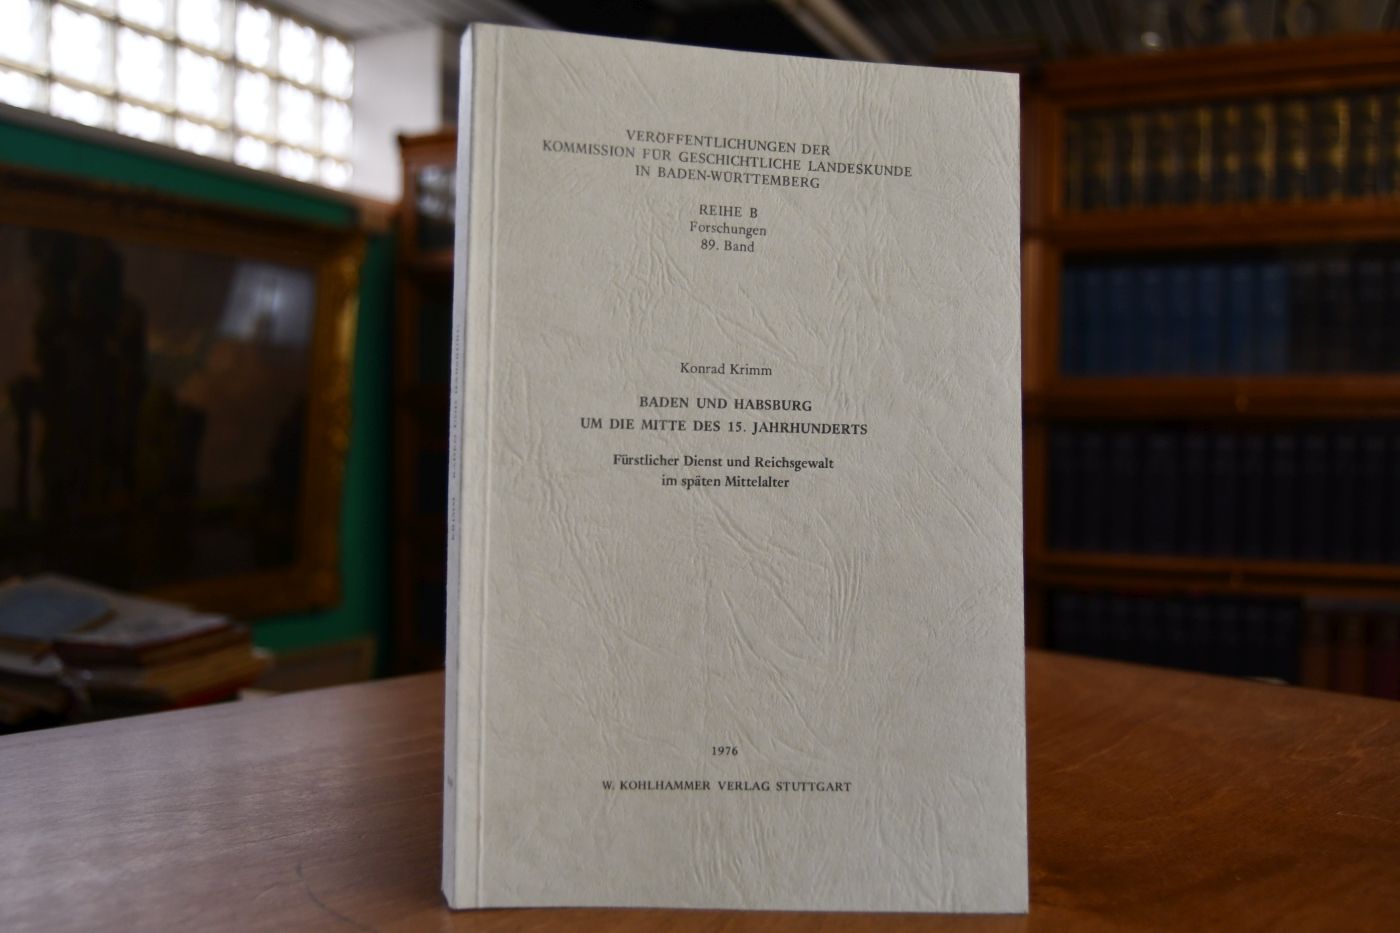 VERÖFFENTLICHUNGEN DER
KOMMISSION FÜR GESCHICHTLICHE LANDESKUNDE
IN BADEN-WÜRTTEMBERG
REIHE B
Forschungen
89. Band
Konrad Krimm
BADEN UND HABSBURG
UM DIE MITTE DES 15. JAHRHUNDERTS
Fürstlicher Dienst und Reichsgewalt
im späten Mittelalter
1976
W. KOHLHAMMER VERLAG STUTTGART